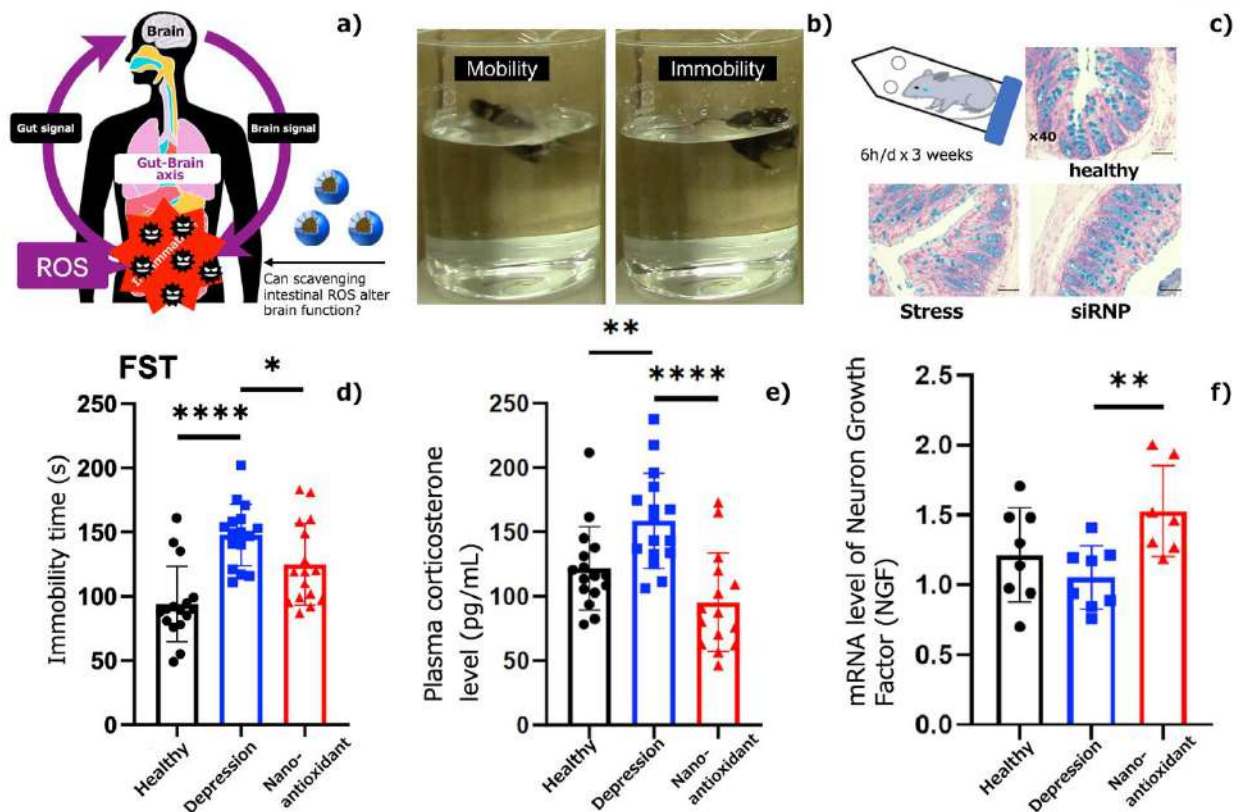 a)
Brain
Gut signal
Brain signal
Gut-Brain
axis
ROS
Can scavenging
intestinal ROS alter
brain function?
b)
Mobility
Immobility
c)
6h/d x 3 weeks
×40
healthy
Stress
siRNP
FST
d)
****
*
Immobility time (s)
250
200
150
100
50
0
Healthy
Depression
Nano-
antioxidant
e)
**
****
Plasma corticosterone
level (pg/mL)
250
200
150
100
50
0
Healthy
Depression
Nano-
antioxidant
f)
**
mRNA level of Neuron Growth
Factor (NGF)
2.5
2.0
1.5
1.0
0.5
0.0
Healthy
Depression
Nano-
antioxidant